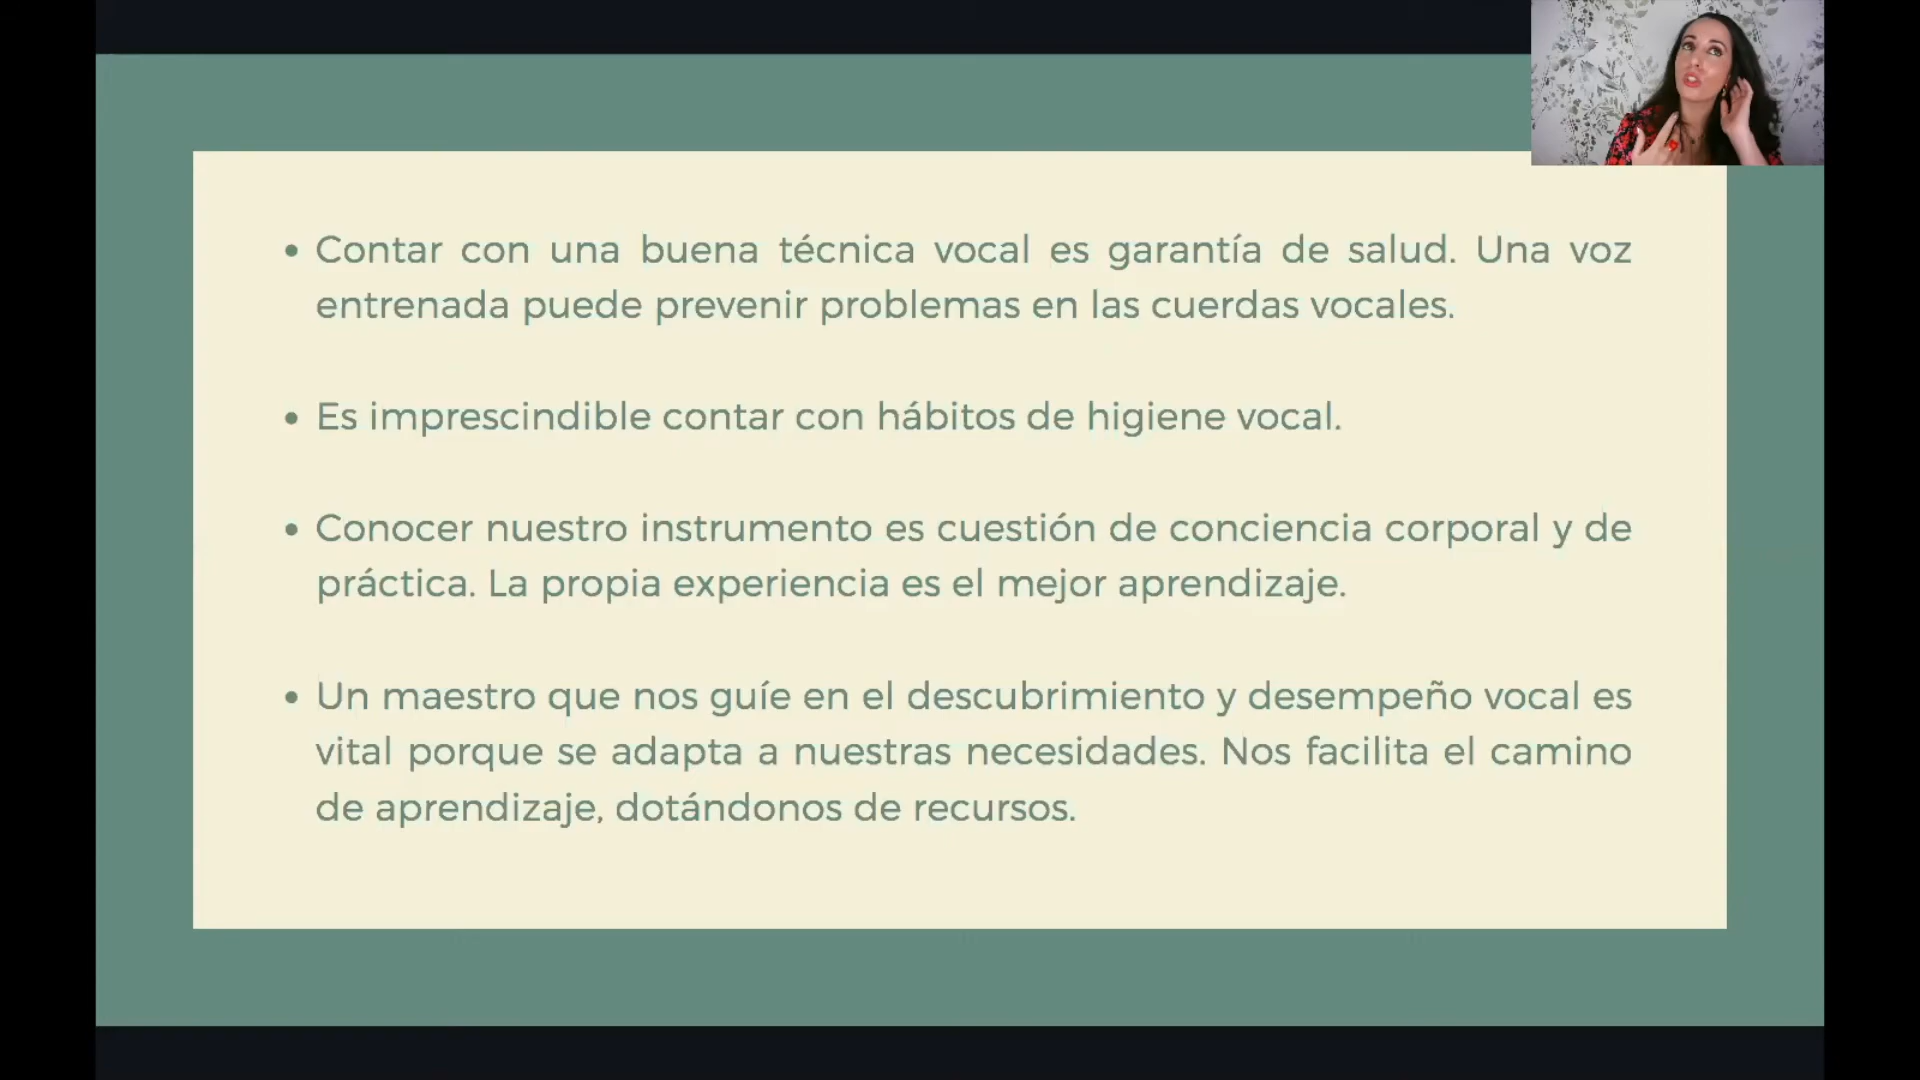 • Contar con una buena técnica vocal es garantía de salud. Una voz
entrenada puede prevenir problemas en las cuerdas vocales.
• Es imprescindible contar con hábitos de higiene vocal.
• Conocer nuestro instrumento es cuestión de conciencia corporal y de
práctica. La propia experiencia es el mejor aprendizaje.
• Un maestro que nos guíe en el descubrimiento y desempeño vocal es
vital porque se adapta a nuestras necesidades. Nos facilita el camino
de aprendizaje, dotándonos de recursos.